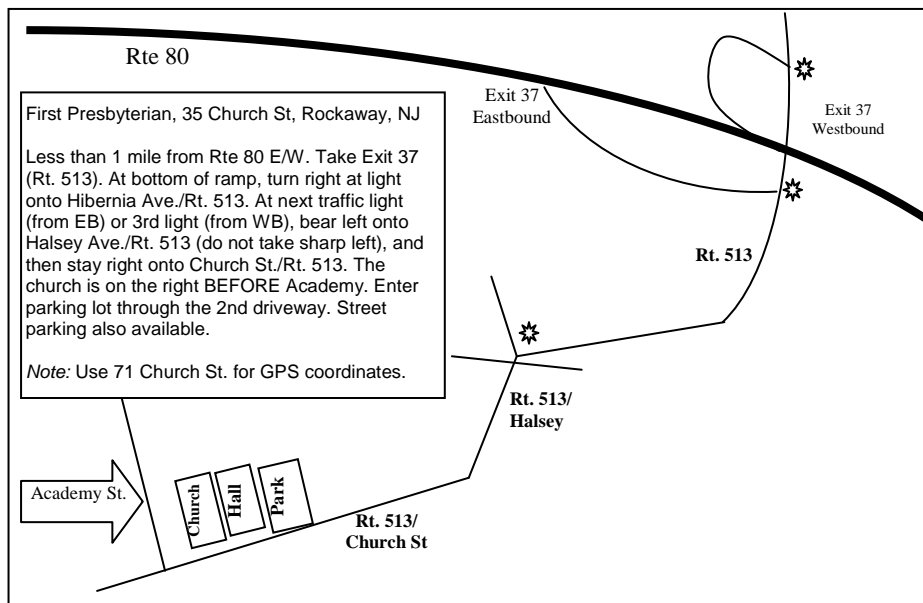 Rte 80
Exit 37
Eastbound
Exit 37
Westbound
First Presbyterian, 35 Church St, Rockaway, NJ
Less than 1 mile from Rte 80 E/W. Take Exit 37
(Rt. 513). At bottom of ramp, turn right at light
onto Hibernia Ave./Rt. 513. At next traffic light
(from EB) or 3rd light (from WB), bear left onto
Halsey Ave./Rt. 513 (do not take sharp left), and
then stay right onto Church St./Rt. 513. The
church is on the right BEFORE Academy. Enter
parking lot through the 2nd driveway. Street
parking also available.
Note: Use 71 Church St. for GPS coordinates.
Rt. 513
Rt. 513/
Halsey
Academy St.
Church
Hall
Park
Rt. 513/
Church St